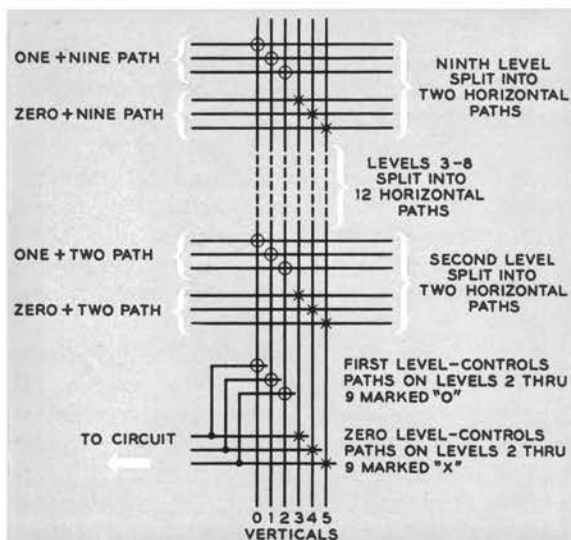 ONE + NINE PATH
NINTH LEVEL
SPLIT INTO
TWO HORIZONTAL
PATHS
ZERO + NINE PATH
LEVELS 3-8
SPLIT INTO
12 HORIZONTAL
PATHS
ONE + TWO PATH
SECOND LEVEL
SPLIT INTO
TWO HORIZONTAL
PATHS
ZERO + TWO PATH
FIRST LEVEL-CONTROLS
PATHS ON LEVELS 2 THRU
9 MARKED "O"
TO CIRCUIT
ZERO LEVEL-CONTROLS
PATHS ON LEVELS 2 THRU
9 MARKED "X"
0 1 2 3 4 5
VERTICALS